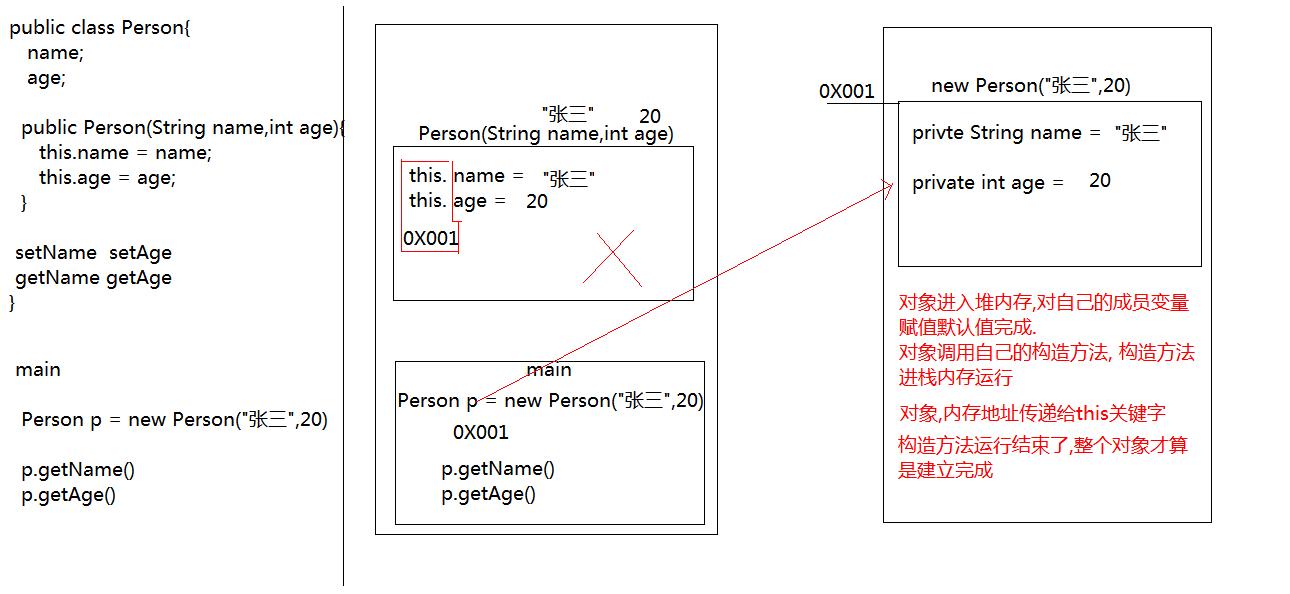 public class Person{
name;
age;
public Person(String name,int age){
this.name = name;
this.age = age;
}
setName setAge
getName getAge
}
main
Person p = new Person("张三",20)
p.getName()
p.getAge()
"张三" 20
Person(String name,int age)
this. name = "张三"
this. age = 20
0X001
main
Person p = new Person("张三",20)
0X001
p.getName()
p.getAge()
0X001
new Person("张三",20)
privte String name = "张三"
private int age = 20
对象进入堆内存,对自己的成员变量
赋值默认值完成.
对象调用自己的构造方法, 构造方法
进栈内存运行
对象,内存地址传递给this关键字
构造方法运行结束了,整个对象才算
是建立完成